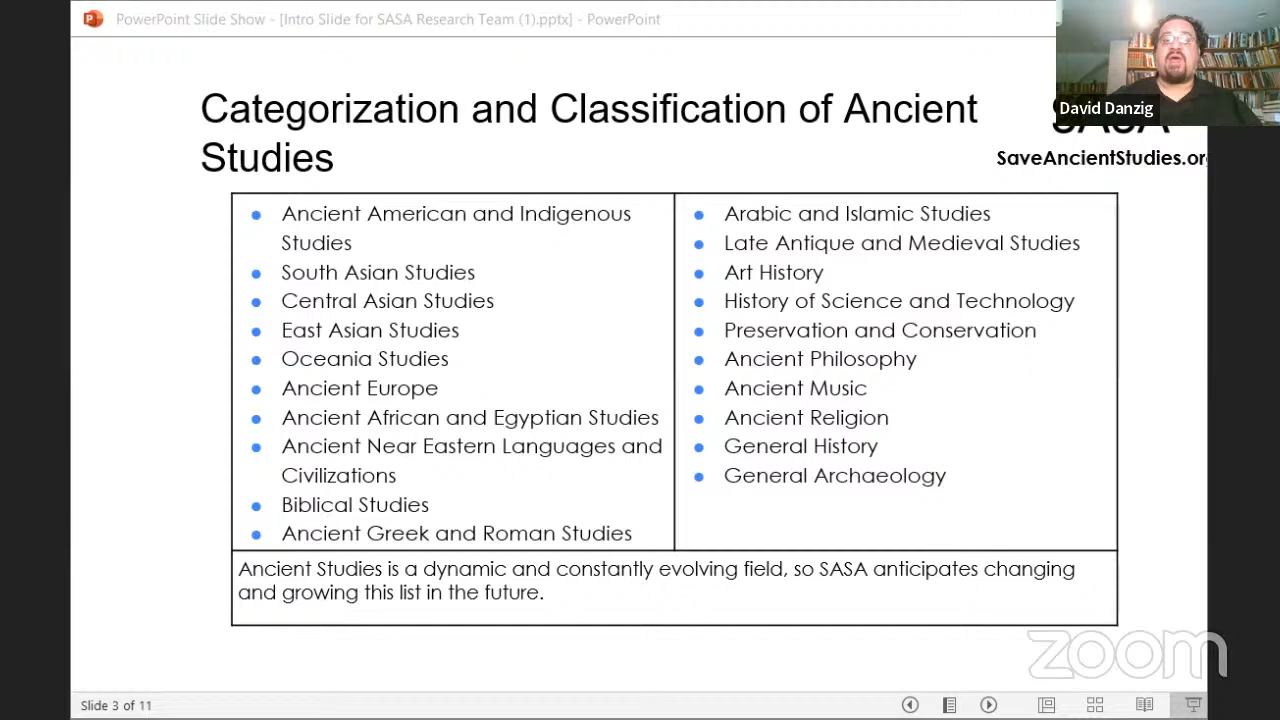 PowerPoint Slide Show - [Intro Slide for SASA Research Team (1).pptx] - PowerPoint
David Danzig
Categorization and Classification of Ancient
Studies
SASA
SaveAncientStudies.org
Ancient American and Indigenous
Studies
South Asian Studies
Central Asian Studies
East Asian Studies
Oceania Studies
Ancient Europe
Ancient African and Egyptian Studies
Ancient Near Eastern Languages and
Civilizations
Biblical Studies
Ancient Greek and Roman Studies
Arabic and Islamic Studies
Late Antique and Medieval Studies
Art History
History of Science and Technology
Preservation and Conservation
Ancient Philosophy
Ancient Music
Ancient Religion
General History
General Archaeology
Ancient Studies is a dynamic and constantly evolving field, so SASA anticipates changing
and growing this list in the future.
zoom
Slide 3 of 11